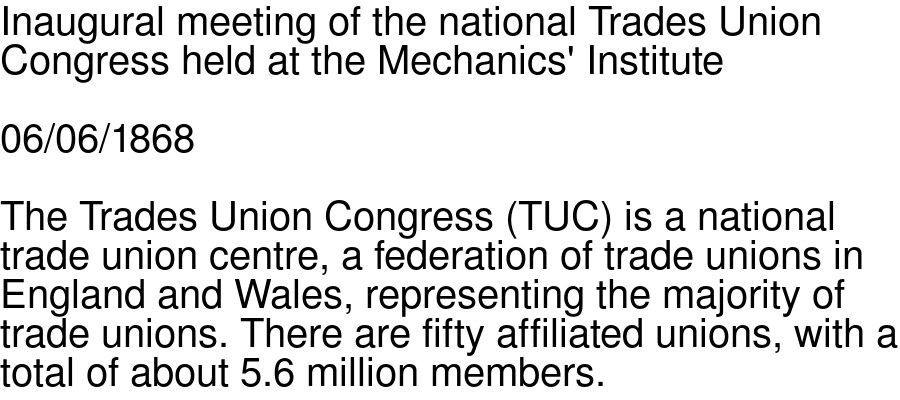 Inaugural meeting of the national Trades Union
Congress held at the Mechanics' Institute
06/06/1868
The Trades Union Congress (TUC) is a national
trade union centre, a federation of trade unions in
England and Wales, representing the majority of
trade unions. There are fifty affiliated unions, with a
total of about 5.6 million members.